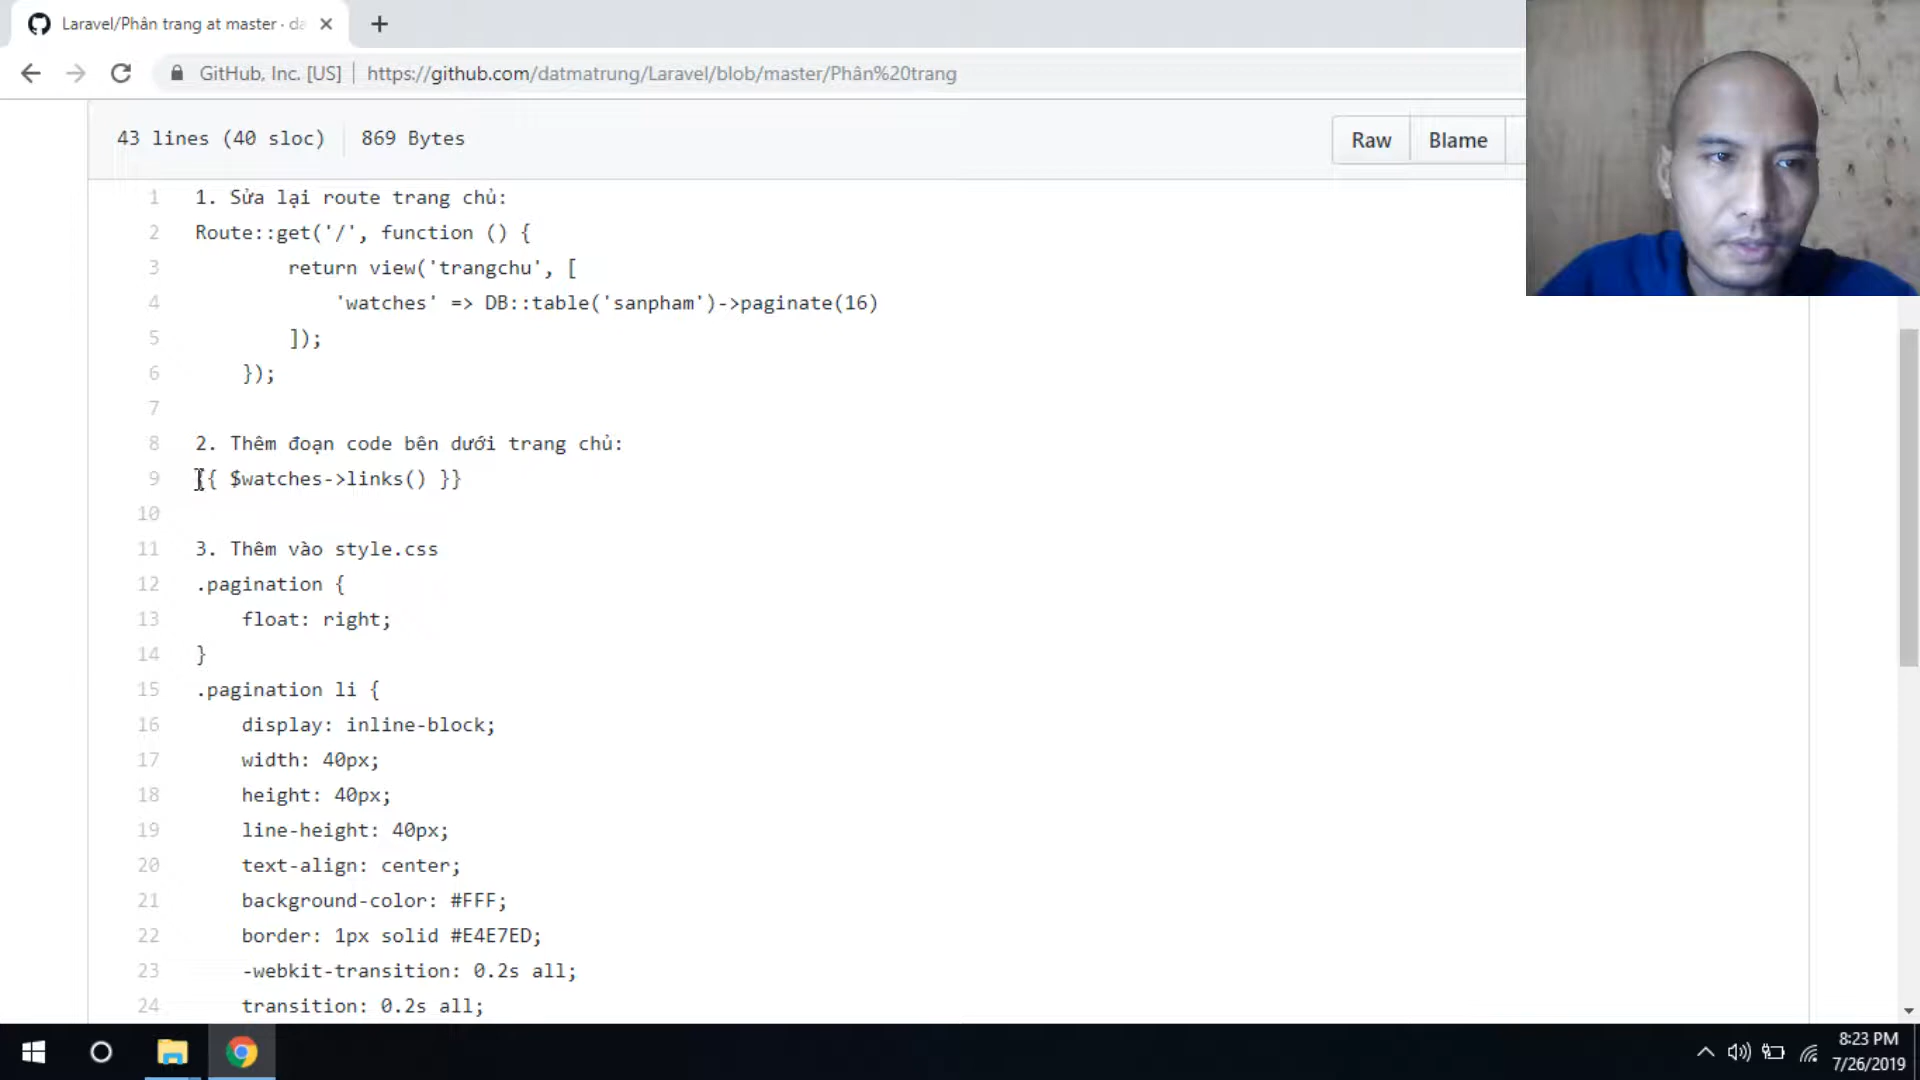 Laravel/Phân trang at master · da
GitHub, Inc. [US] | https://github.com/datmatrung/Laravel/blob/master/Phân%20trang
43 lines (40 sloc) 869 Bytes
Raw Blame
1 1. Sửa lại route trang chủ:
2 Route::get('/', function () {
3 return view('trangchu', [
4 'watches' => DB::table('sanpham')->paginate(16)
5 ]);
6 });
7
8 2. Thêm đoạn code bên dưới trang chủ:
9 {{ $watches->links() }}
10
11 3. Thêm vào style.css
12 .pagination {
13 float: right;
14 }
15 .pagination li {
16 display: inline-block;
17 width: 40px;
18 height: 40px;
19 line-height: 40px;
20 text-align: center;
21 background-color: #FFF;
22 border: 1px solid #E4E7ED;
23 -webkit-transition: 0.2s all;
24 transition: 0.2s all;
8:23 PM
7/26/2019